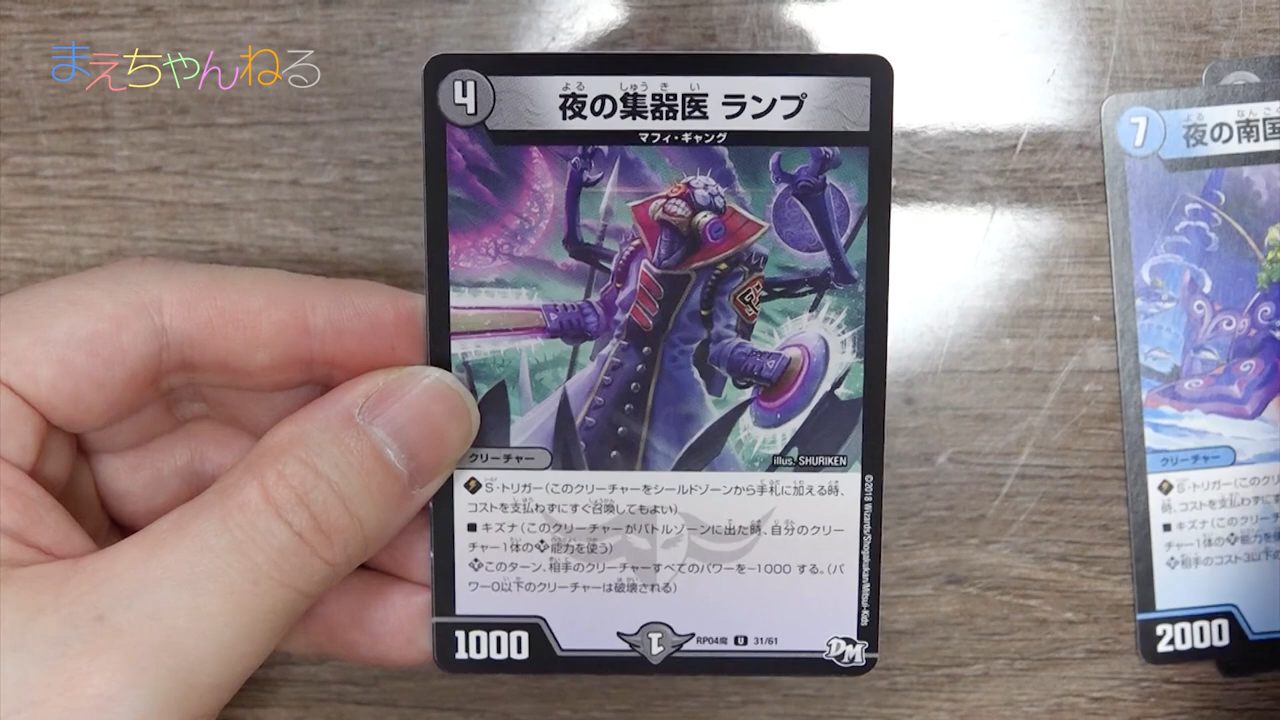 まえちゃんねる
4
よる しゅうきい
夜の集器医 ランプ
マフィ・ギャング
クリーチャー
illus. SHURIKEN
S・トリガー(このクリーチャーをシールドゾーンから手札に加える時、
コストを支払わずにすぐ召喚してもよい)
■ キズナ(このクリーチャーがバトルゾーンに出た時、自分のクリー
チャー1体の能力を使う)
このターン、相手のクリーチャーすべてのパワーを-1000 する。(パ
ワー0以下のクリーチャーは破壊される)
©2018 Wizards/Shogakukan/Mitsui-Kids
1000
1
RP04魔 U 31/61
DM
7
よる なんご
夜の南国
クリーチャー
S・トリガー(このク
時、コストを支払わずに
■ キズナ(このクリー
チャー1体の能力を使
相手のコスト3以下
2000